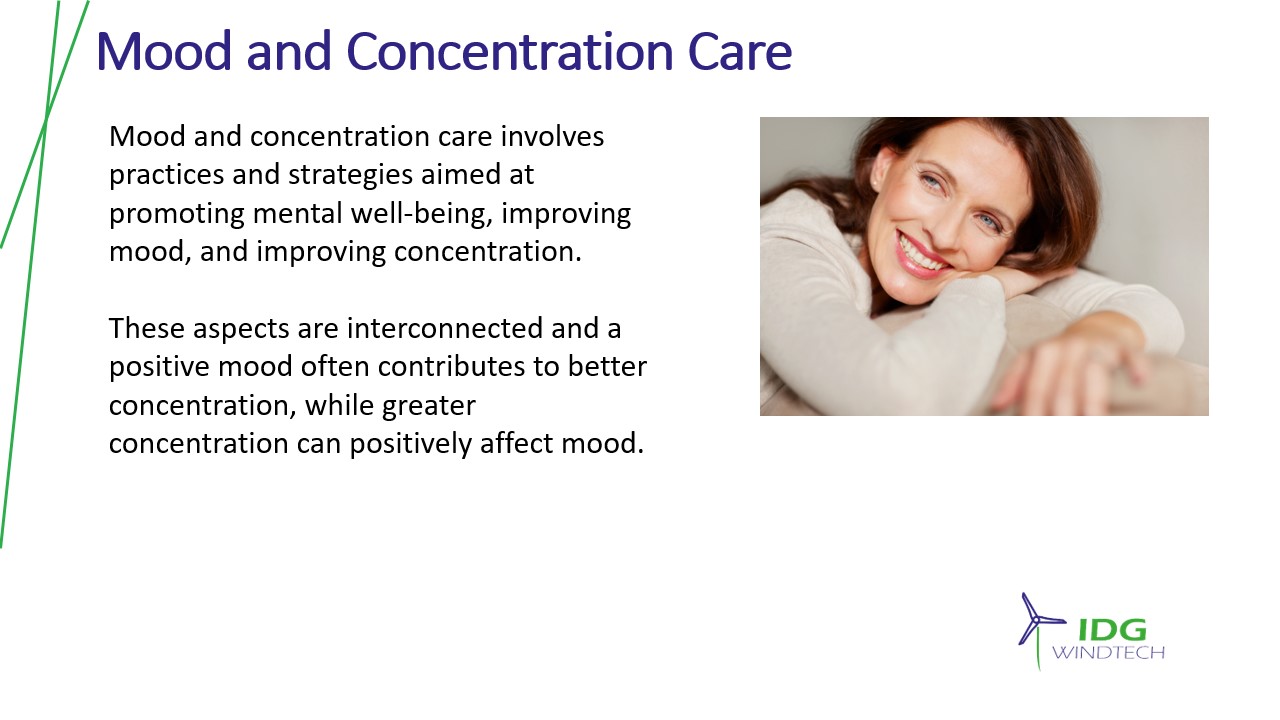 Mood and Concentration Care
Mood and concentration care involves
practices and strategies aimed at
promoting mental well-being, improving
mood, and improving concentration.
These aspects are interconnected and a
positive mood often contributes to better
concentration, while greater
concentration can positively affect mood.
IDG
WINDTECH